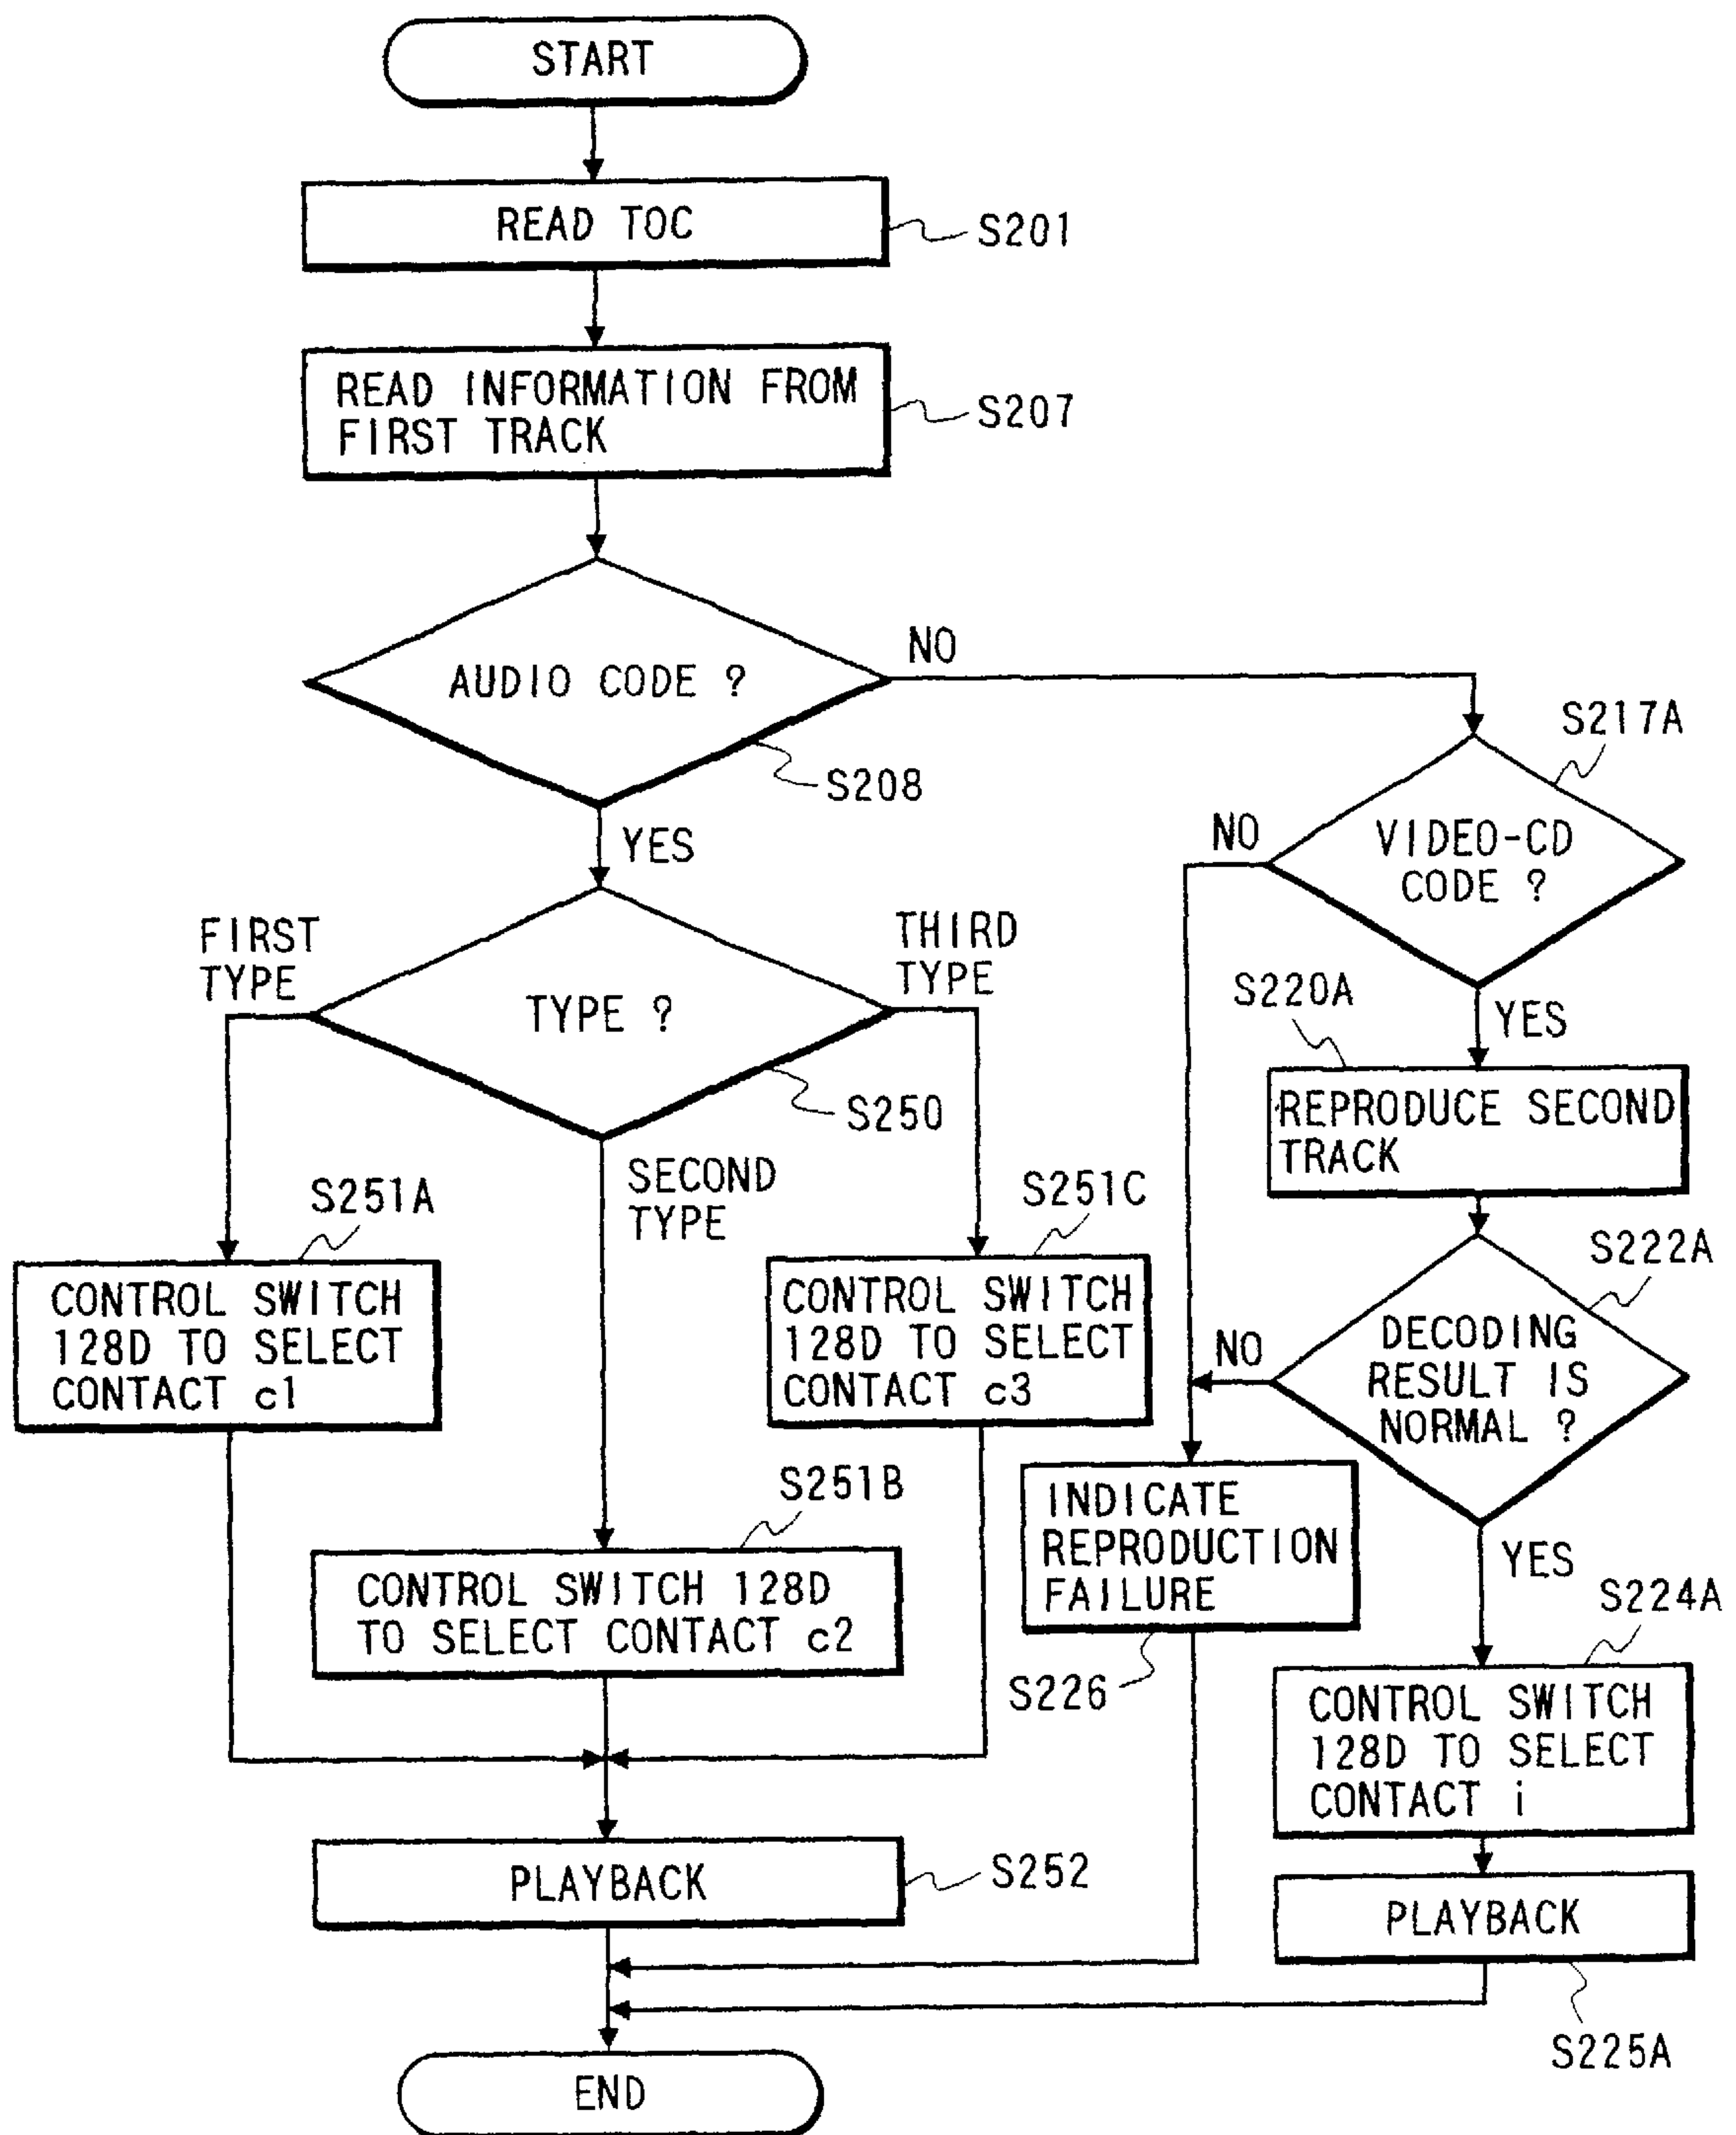 START
READ TOC
S201
READ INFORMATION FROM
FIRST TRACK
S207
AUDIO CODE ?
NO
S208
YES
S217A
VIDEO-CD
CODE ?
NO
YES
FIRST
TYPE
TYPE ?
THIRD
TYPE
S250
SECOND
TYPE
S220A
REPRODUCE SECOND
TRACK
S251A
CONTROL SWITCH
128D TO SELECT
CONTACT c1
S251C
CONTROL SWITCH
128D TO SELECT
CONTACT c3
S222A
DECODING
RESULT IS
NORMAL ?
NO
YES
S251B
CONTROL SWITCH 128D
TO SELECT CONTACT c2
INDICATE
REPRODUCTION
FAILURE
S226
S224A
CONTROL SWITCH
128D TO SELECT
CONTACT i
PLAYBACK
S252
PLAYBACK
S225A
END